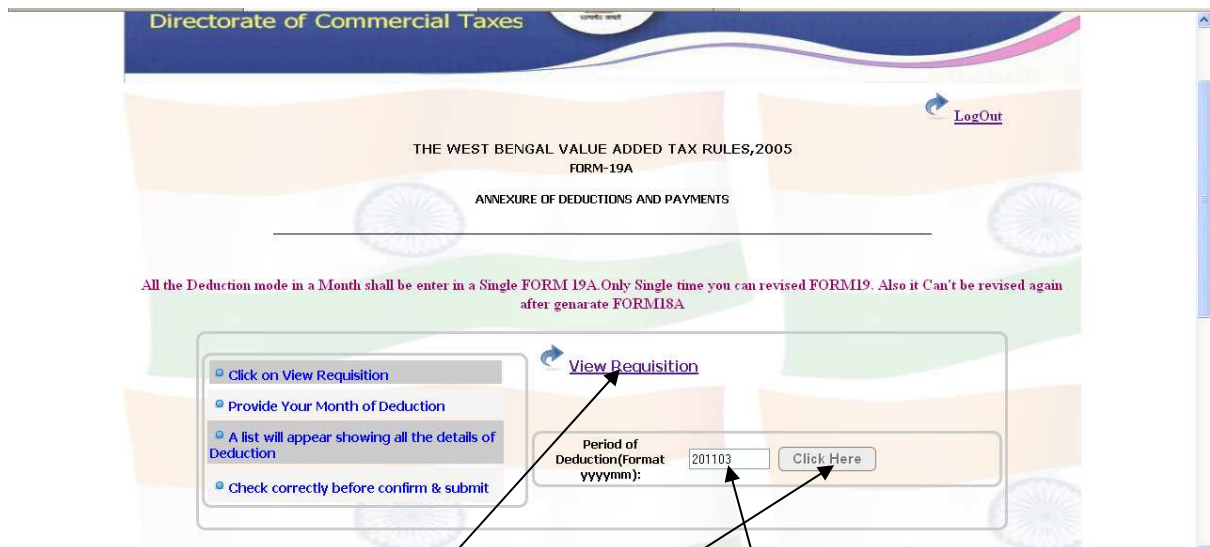 Directorate of Commercial Taxes
LogOut
THE WEST BENGAL VALUE ADDED TAX RULES,2005
FORM-19A
ANNEXURE OF DEDUCTIONS AND PAYMENTS
All the Deduction mode in a Month shall be enter in a Single FORM 19A.Only Single time you can revised FORM19. Also it Can't be revised again
after genarate FORM18A
Click on View Requisition
Provide Your Month of Deduction
A list will appear showing all the details of
Deduction
Check correctly before confirm & submit
View Requisition
Period of
Deduction(Format
yyyymm):
201103
Click Here